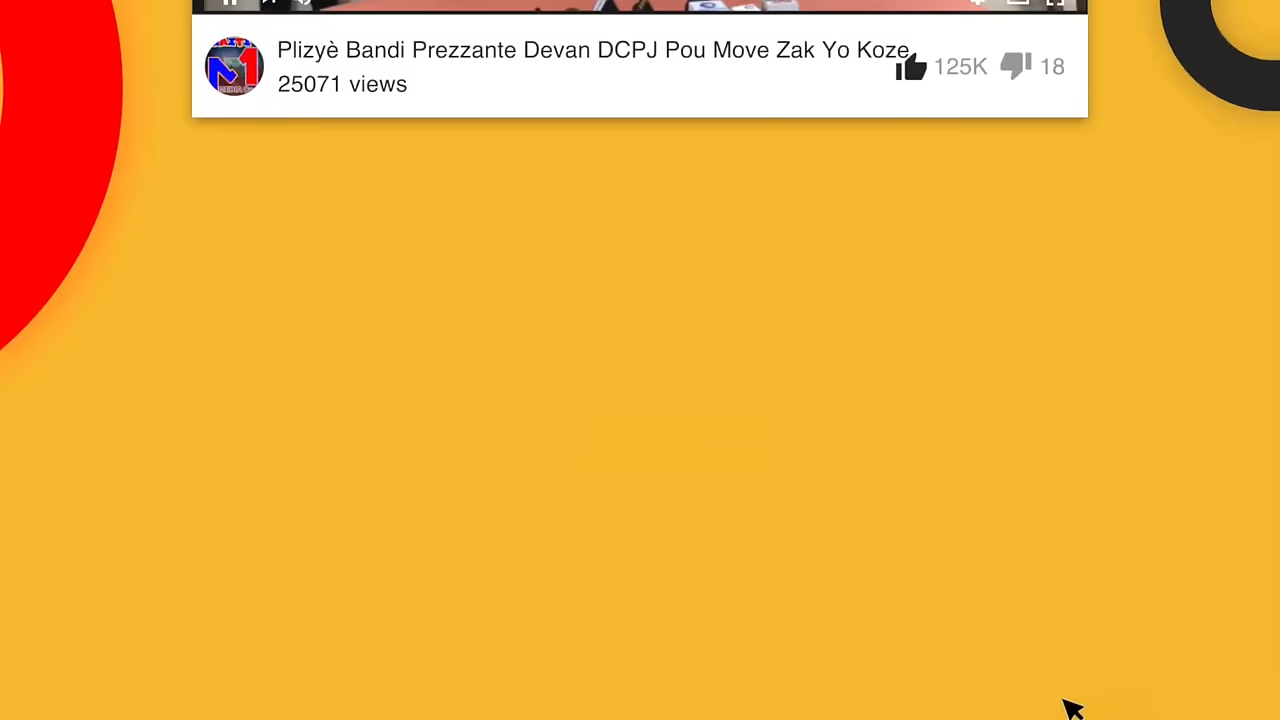 Plizyè Bandi Prezzante Devan DCPJ Pou Move Zak Yo Koze
25071 views
125K
18